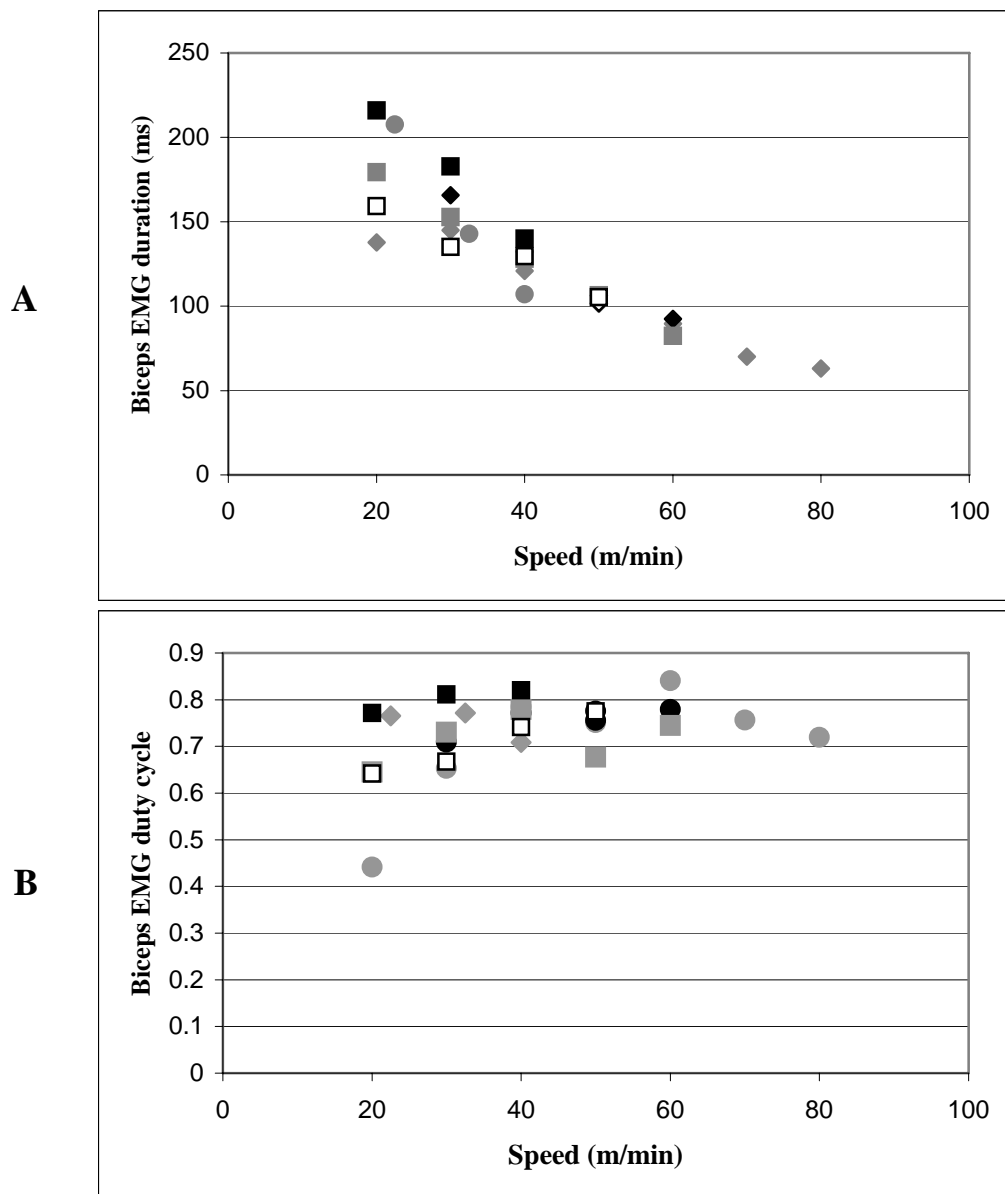 A
Biceps EMG duration (ms)
250
200
150
100
50
0
0 20 40 60 80 100
Speed (m/min)
B
Biceps EMG duty cycle
0.9
0.8
0.7
0.6
0.5
0.4
0.3
0.2
0.1
0
0 20 40 60 80 100
Speed (m/min)